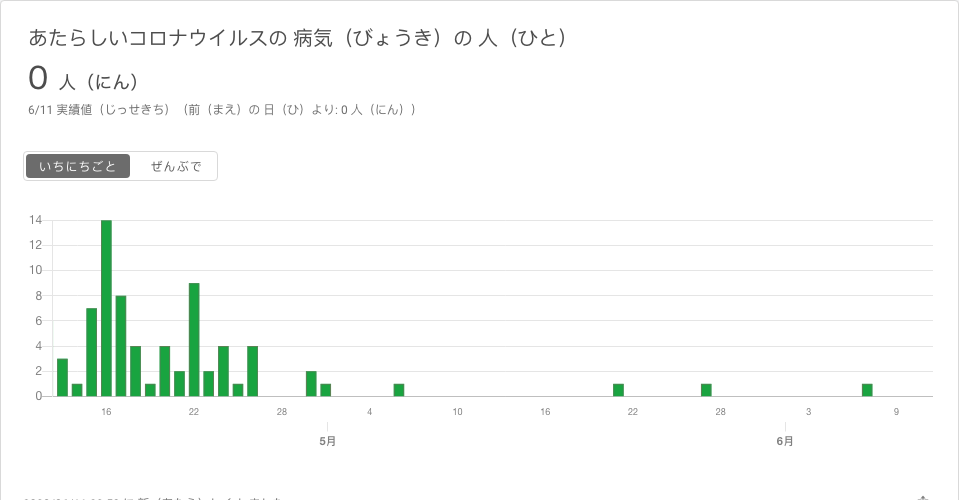 あたらしいコロナウイルスの 病気（びょうき）の 人（ひと）
0 人（にん）
6/11 実績値（じっせきち）（前（まえ）の 日（ひ）より: 0 人（にん））
いちにちごと ぜんぶで
14
12
10
8
6
4
2
0
16 22 28 4 10 16 22 28 3 9
5月 6月